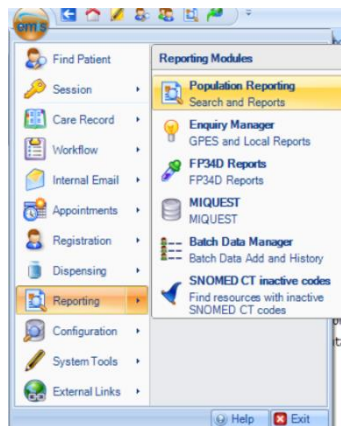 emis
Find Patient
Session
Care Record
Workflow
Internal Email
Appointments
Registration
Dispensing
Reporting
Configuration
System Tools
External Links
Reporting Modules
Population Reporting
Search and Reports
Enquiry Manager
GPES and Local Reports
FP34D Reports
FP34D Reports
MIQUEST
MIQUEST
Batch Data Manager
Batch Data Add and History
SNOMED CT inactive codes
Find resources with inactive
SNOMED CT codes
Help
Exit